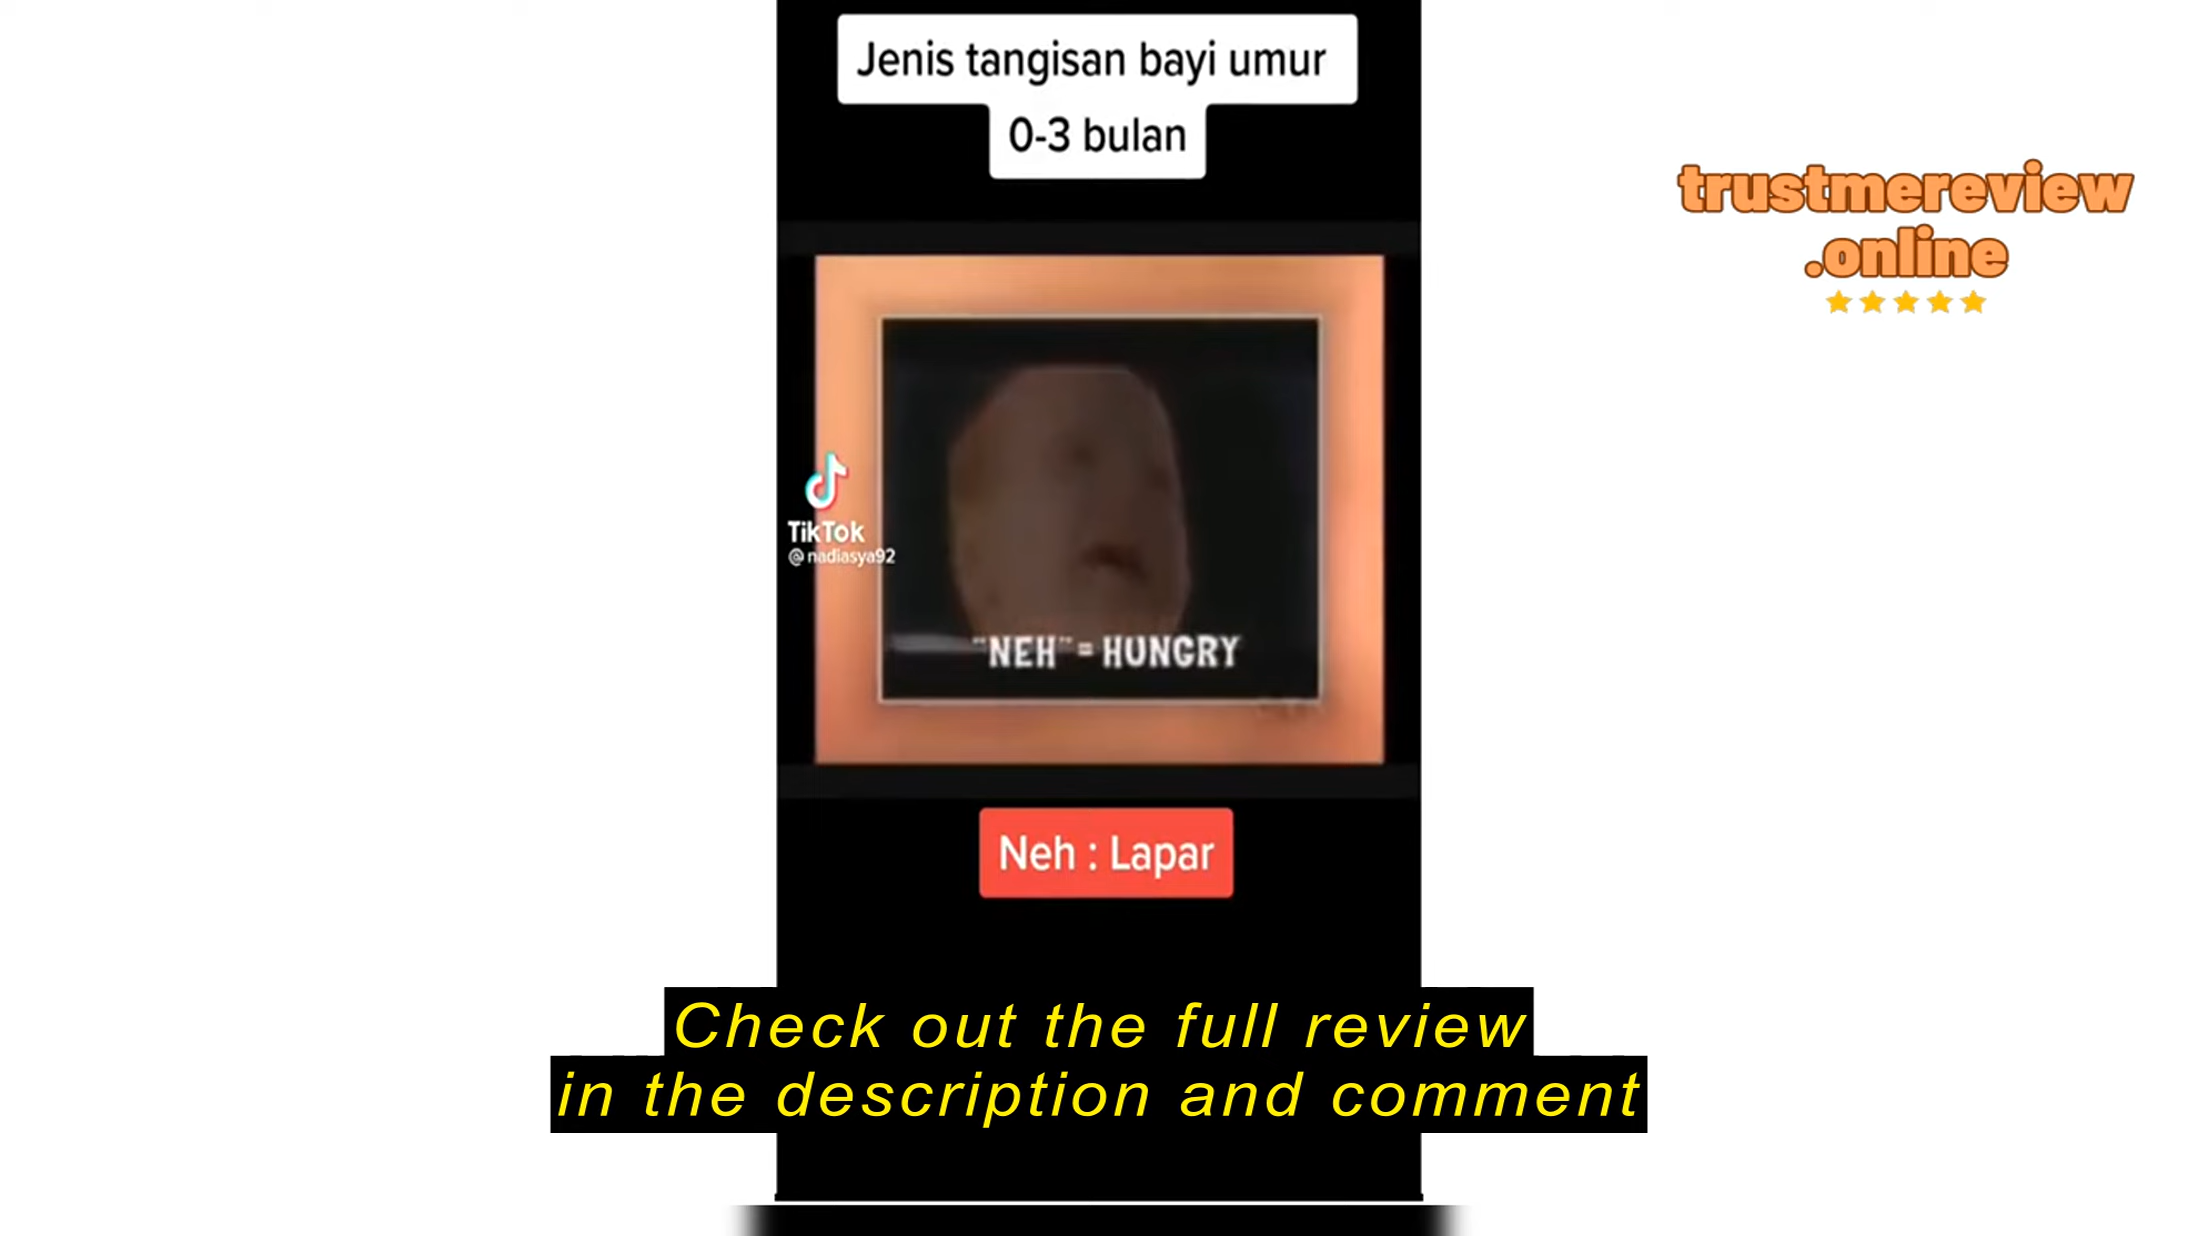 Jenis tangisan bayi umur
0-3 bulan
trustmereview
.online
TikTok
@nadiasya92
"NEH" = HUNGRY
Neh : Lapar
Check out the full review
in the description and comment